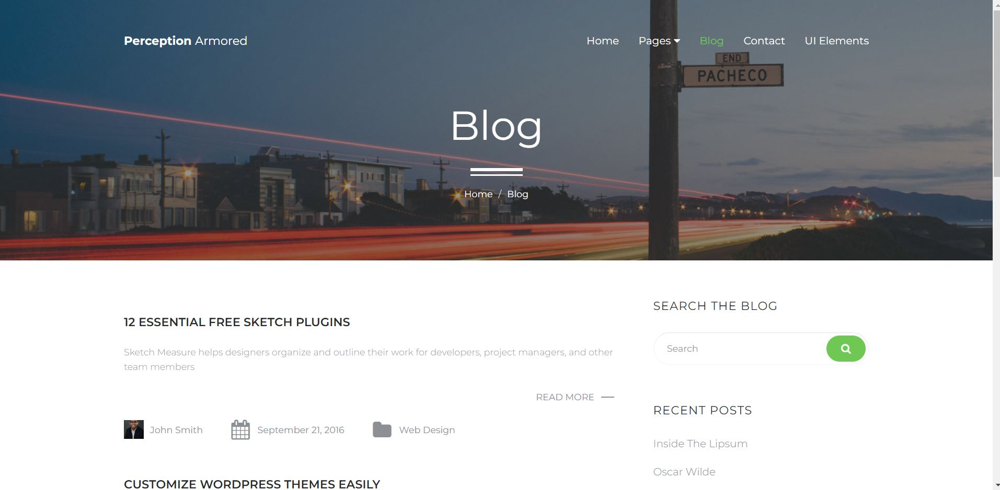 Perception Armored
Home Pages Blog Contact UI Elements
END
PACHECO
Blog
Home / Blog
12 ESSENTIAL FREE SKETCH PLUGINS
Sketch Measure helps designers organize and outline their work for developers, project managers, and other
team members
READ MORE
John Smith September 21, 2016 Web Design
CUSTOMIZE WORDPRESS THEMES EASILY
SEARCH THE BLOG
Search
RECENT POSTS
Inside The Lipsum
Oscar Wilde